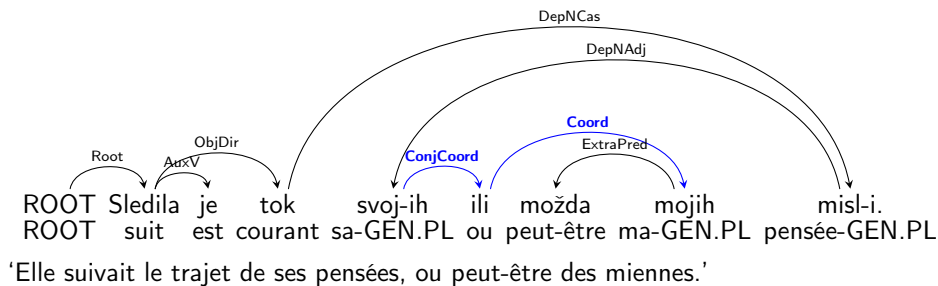 DepNCas
DepNAdj
Coord
ObjDir
Root AuxV ConjCoord ExtraPred
ROOT Sledila je tok svoj-ih ili možda mojih misl-i.
ROOT suit est courant sa-GEN.PL ou peut-être ma-GEN.PL pensée-GEN.PL
‘Elle suivait le trajet de ses pensées, ou peut-être des miennes.’